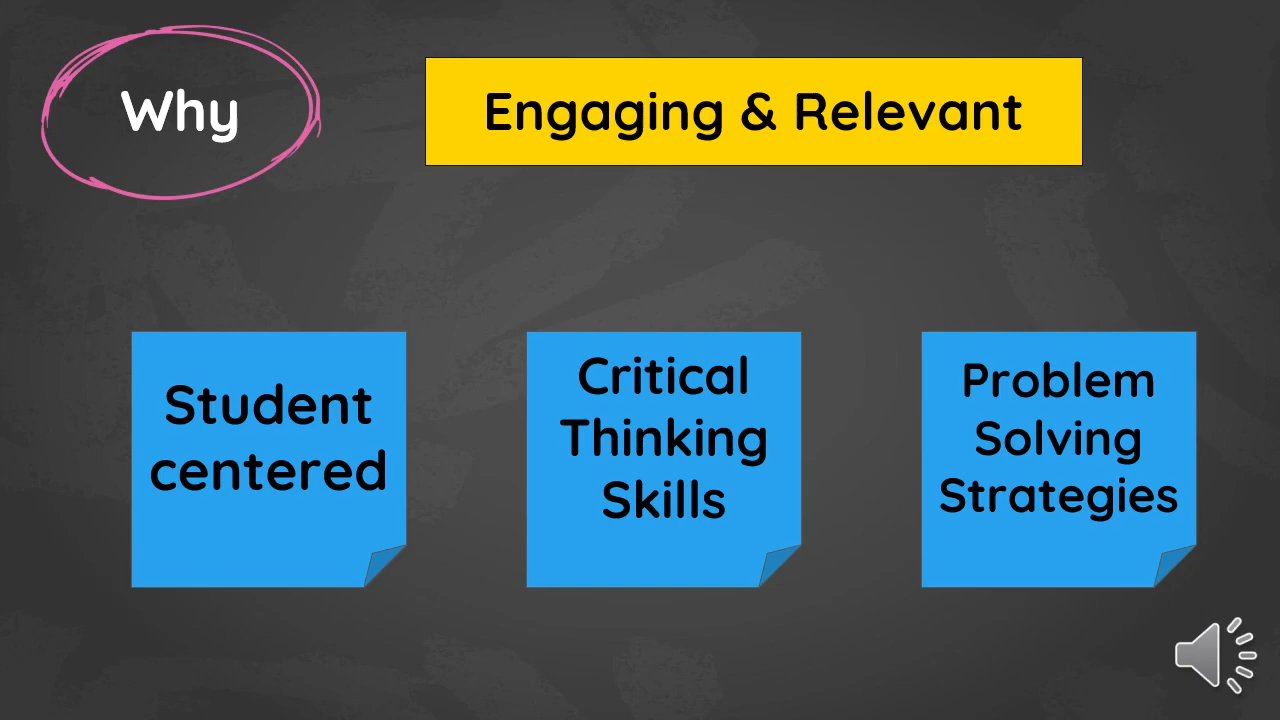 Why
Engaging & Relevant
Student
centered
Critical
Thinking
Skills
Problem
Solving
Strategies